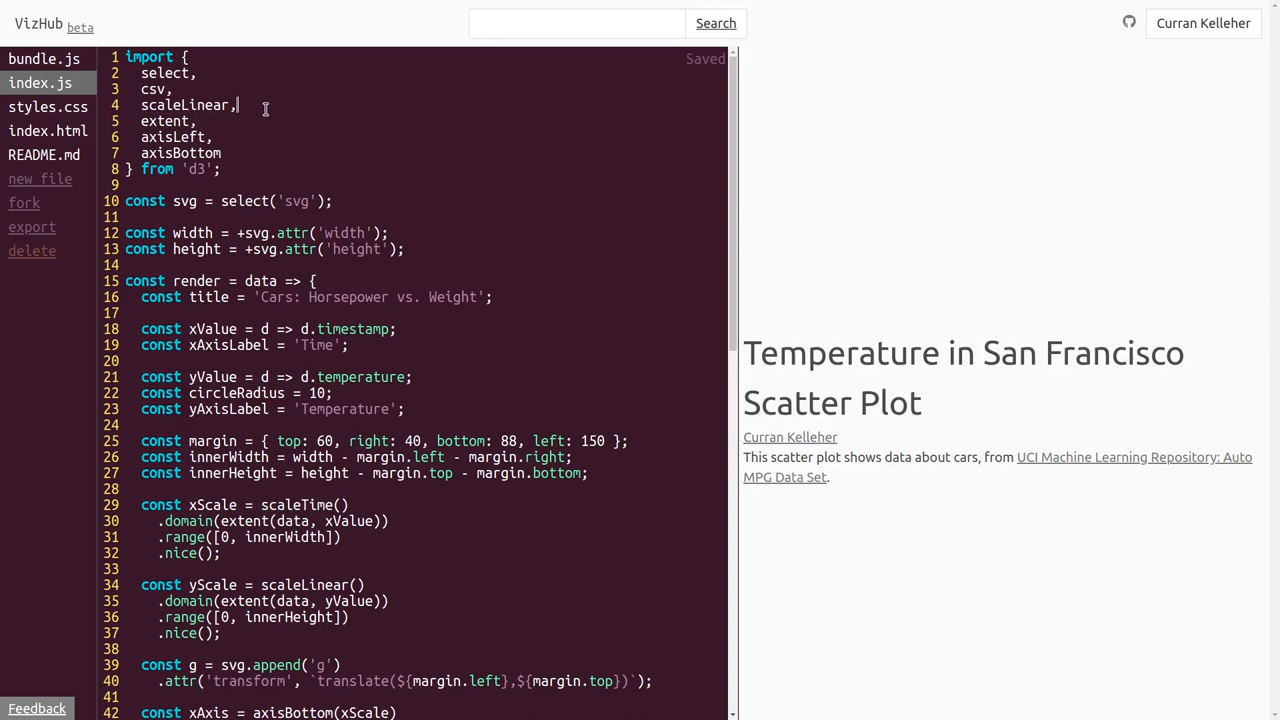 VizHub beta
Search
Curran Kelleher
bundle.js
index.js
styles.css
index.html
README.md
new file
fork
export
delete
Feedback
Saved
1 import {
2   select,
3   csv,
4   scaleLinear,
5   extent,
6   axisLeft,
7   axisBottom
8 } from 'd3';
9
10 const svg = select('svg');
11
12 const width = +svg.attr('width');
13 const height = +svg.attr('height');
14
15 const render = data => {
16   const title = 'Cars: Horsepower vs. Weight';
17
18   const xValue = d => d.timestamp;
19   const xAxisLabel = 'Time';
20
21   const yValue = d => d.temperature;
22   const circleRadius = 10;
23   const yAxisLabel = 'Temperature';
24
25   const margin = { top: 60, right: 40, bottom: 88, left: 150 };
26   const innerWidth = width - margin.left - margin.right;
27   const innerHeight = height - margin.top - margin.bottom;
28
29   const xScale = scaleTime()
30     .domain(extent(data, xValue))
31     .range([0, innerWidth])
32     .nice();
33
34   const yScale = scaleLinear()
35     .domain(extent(data, yValue))
36     .range([0, innerHeight])
37     .nice();
38
39   const g = svg.append('g')
40     .attr('transform', `translate(${margin.left},${margin.top})`);
41
42   const xAxis = axisBottom(xScale)
Temperature in San Francisco
Scatter Plot
Curran Kelleher
This scatter plot shows data about cars, from UCI Machine Learning Repository: Auto
MPG Data Set.